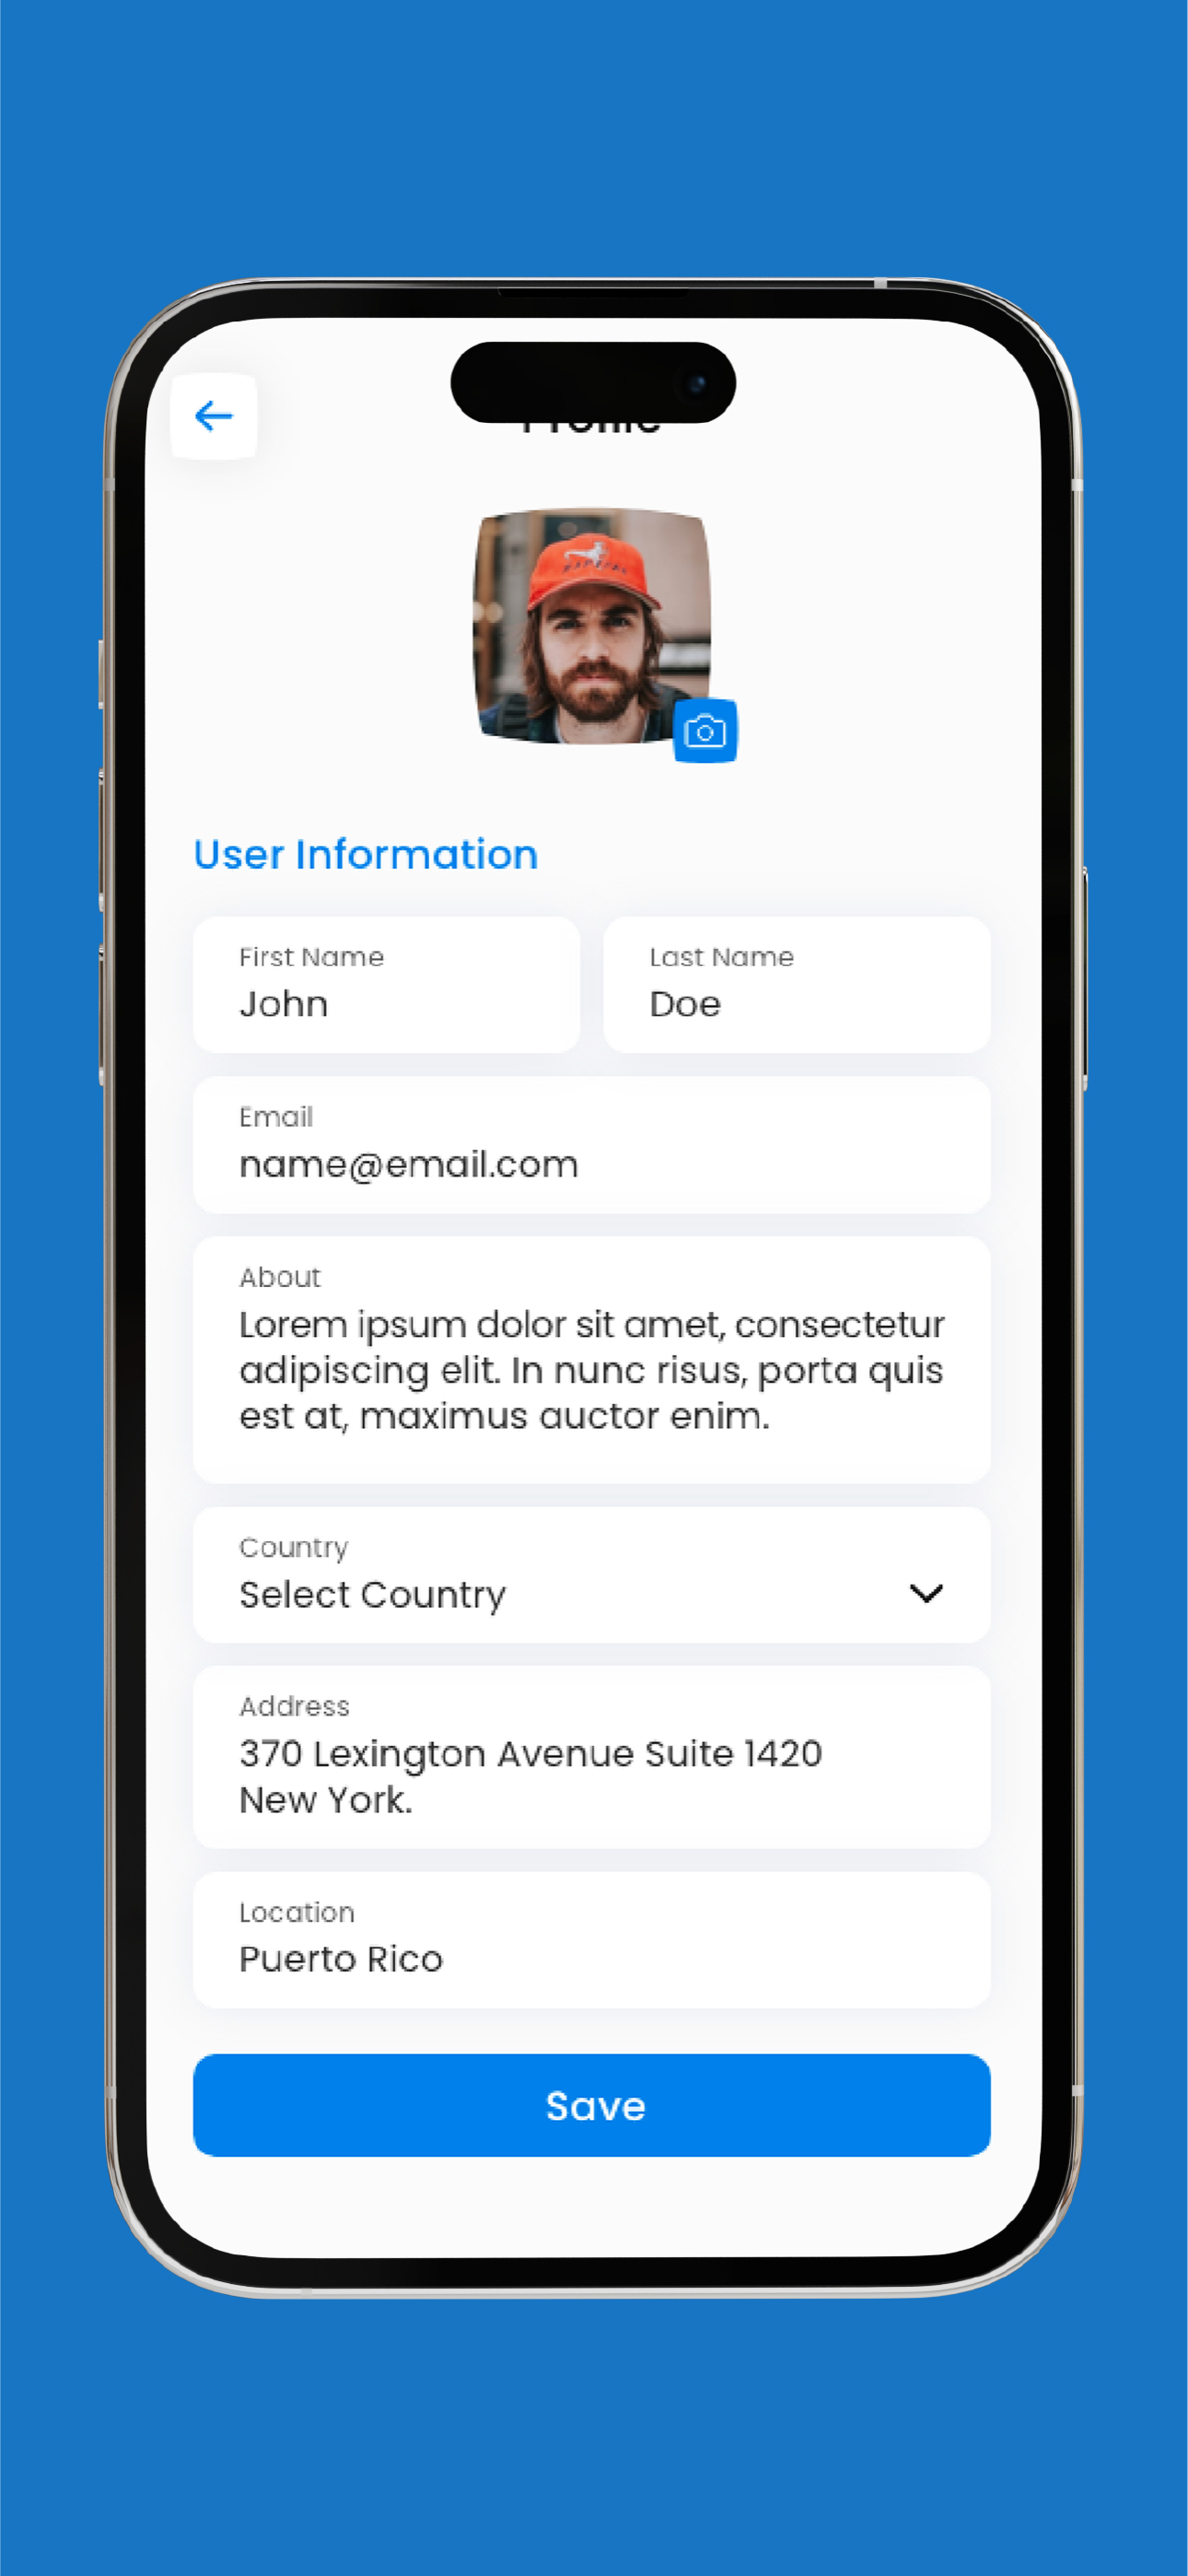 Profile
User Information
First Name
John
Last Name
Doe
Email
name@email.com
About
Lorem ipsum dolor sit amet, consectetur
adipiscing elit. In nunc risus, porta quis
est at, maximus auctor enim.
Country
Select Country
Address
370 Lexington Avenue Suite 1420
New York.
Location
Puerto Rico
Save